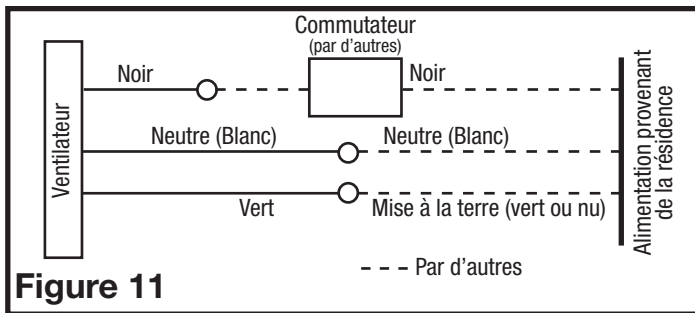 Commutateur
(par d’autres)
Noir
Noir
Ventilateur
Neutre (Blanc)
Neutre (Blanc)
Vert
Mise à la terre (vert ou nu)
Alimentation provenant
de la résidence
- - - Par d’autres
Figure 11